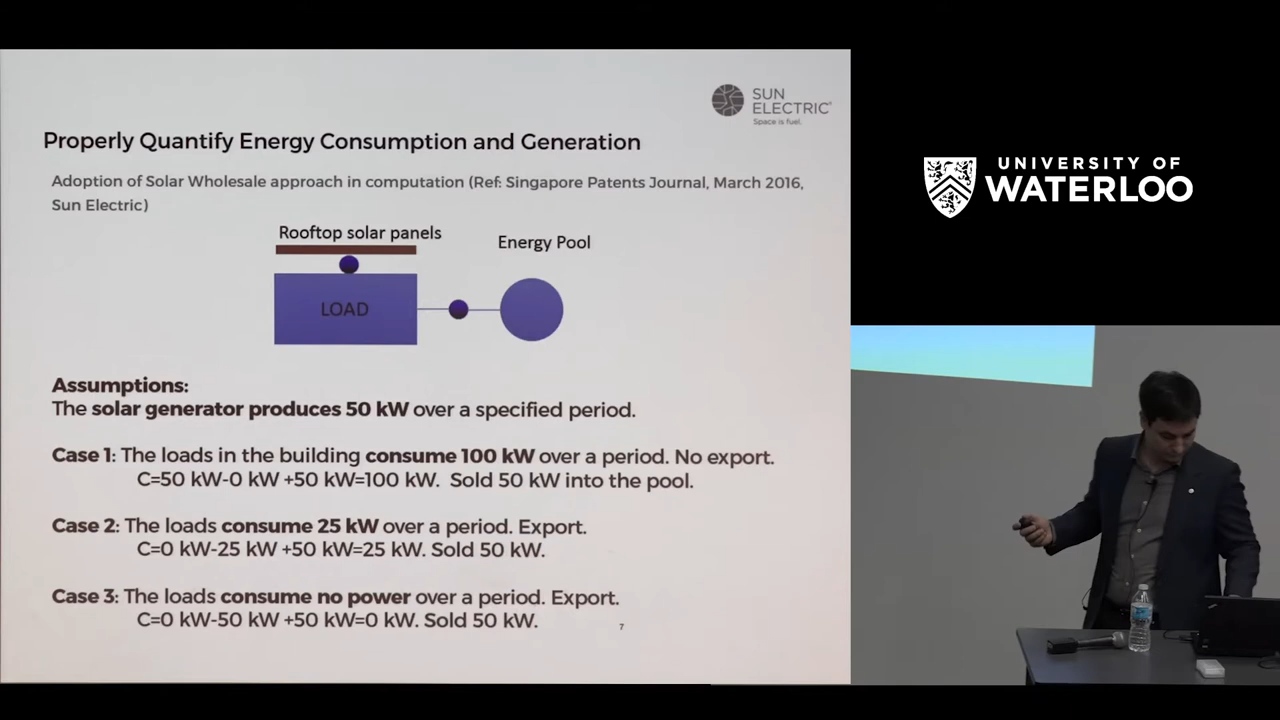 SUN
ELECTRIC
Space is fuel.
Properly Quantify Energy Consumption and Generation
Adoption of Solar Wholesale approach in computation (Ref: Singapore Patents Journal, March 2016,
Sun Electric)
Rooftop solar panels
Energy Pool
LOAD
Assumptions:
The solar generator produces 50 kW over a specified period.
Case 1: The loads in the building consume 100 kW over a period. No export.
C=50 kW-0 kW +50 kW=100 kW. Sold 50 kW into the pool.
Case 2: The loads consume 25 kW over a period. Export.
C=0 kW-25 kW +50 kW=25 kW. Sold 50 kW.
Case 3: The loads consume no power over a period. Export.
C=0 kW-50 kW +50 kW=0 kW. Sold 50 kW.
7
UNIVERSITY OF
WATERLOO